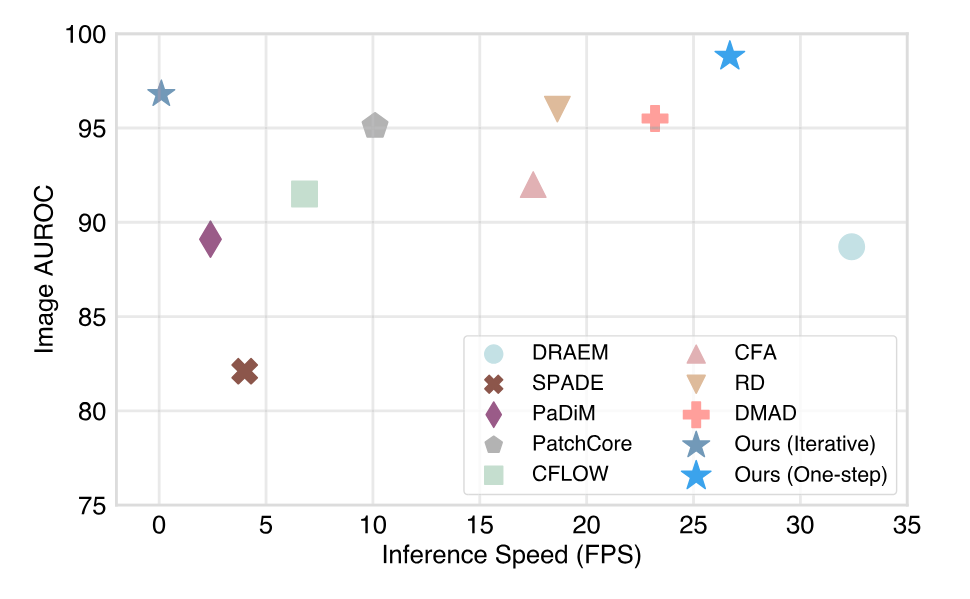 100
95
90
85
80
75
Image AUROC
DRAEM
SPADE
PaDiM
PatchCore
CFLOW
CFA
RD
DMAD
Ours (Iterative)
Ours (One-step)
0 5 10 15 20 25 30 35
Inference Speed (FPS)